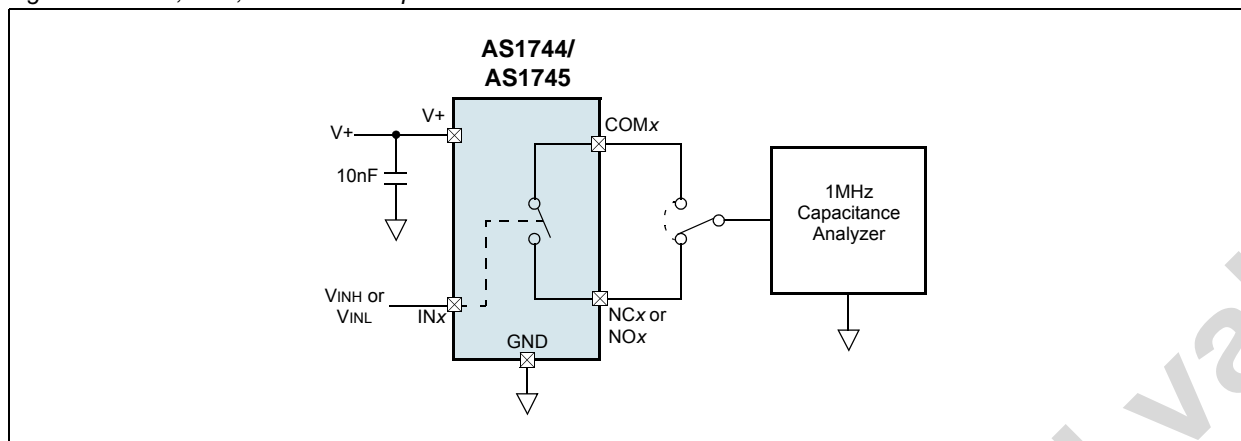 AS1744/
AS1745
V+
V+
COMx
10nF
1MHz
Capacitance
Analyzer
VINH or
VINL
INx
NCx or
NOx
GND